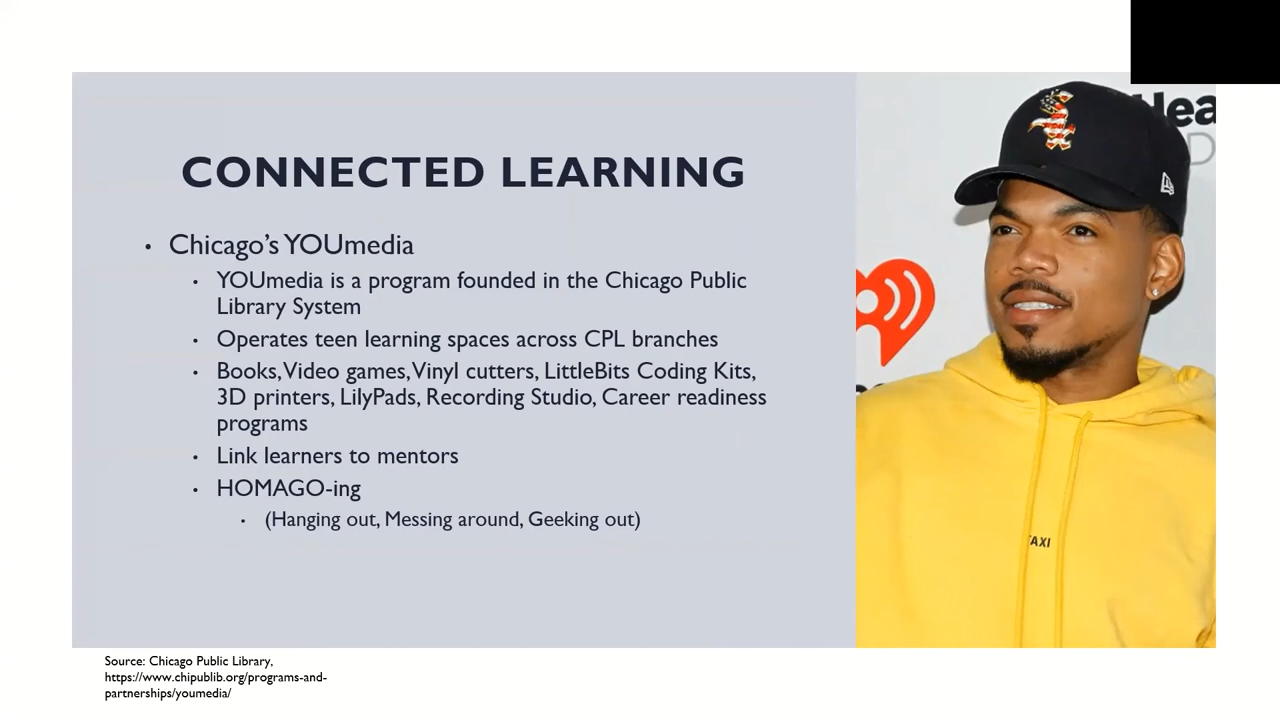 CONNECTED LEARNING
• Chicago's YOUmedia
• YOUmedia is a program founded in the Chicago Public
Library System
• Operates teen learning spaces across CPL branches
• Books, Video games, Vinyl cutters, LittleBits Coding Kits,
3D printers, LilyPads, Recording Studio, Career readiness
programs
• Link learners to mentors
• HOMAGO-ing
• (Hanging out, Messing around, Geeking out)
Hea
TAXI
Source: Chicago Public Library,
https://www.chipublib.org/programs-and-
partnerships/youmedia/